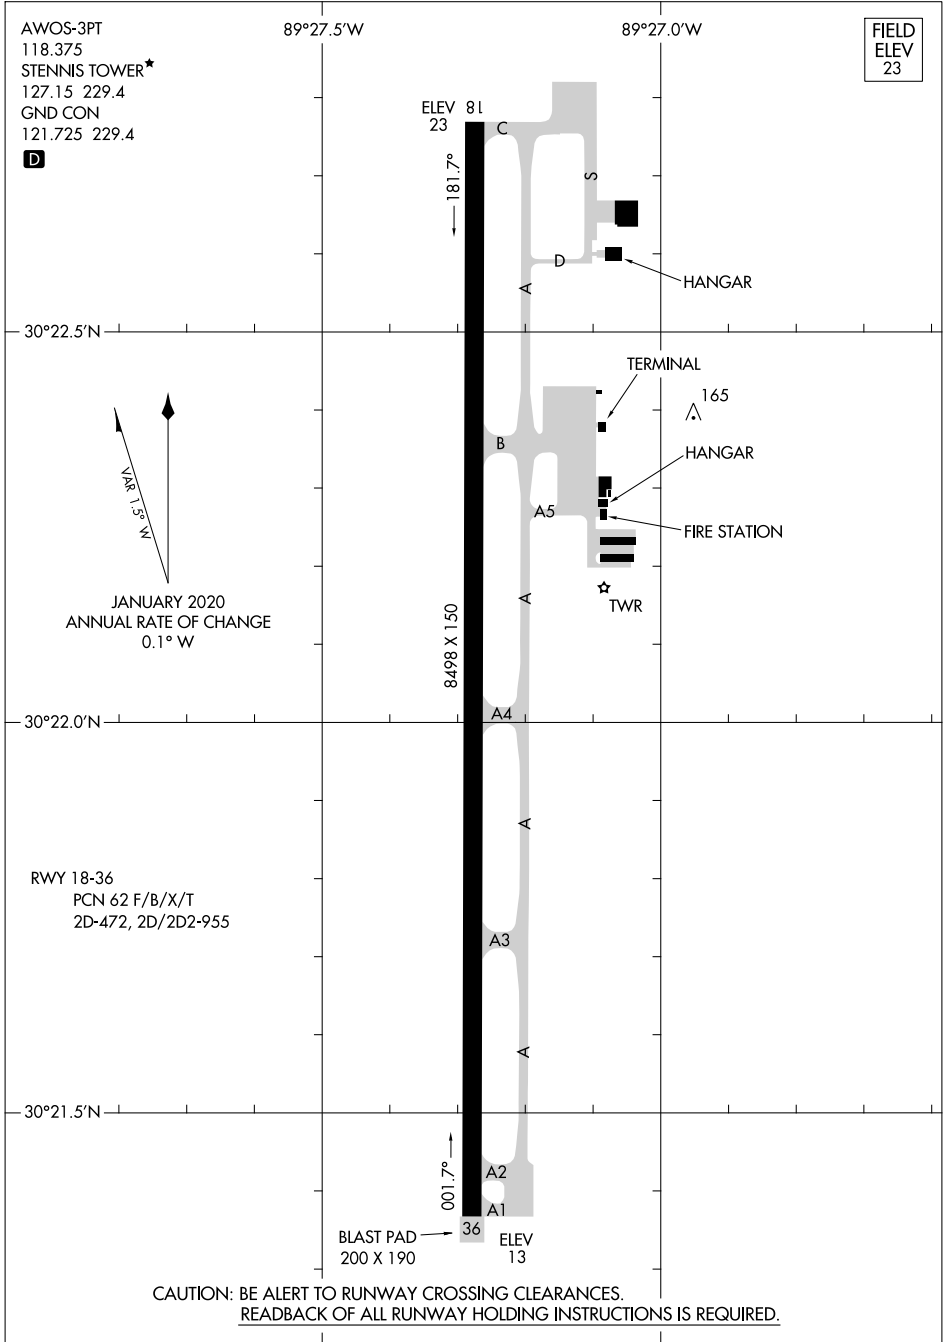 AWOS-3PT
118.375
STENNIS TOWER★
127.15 229.4
GND CON
121.725 229.4
D
89°27.5'W
89°27.0'W
FIELD
ELEV
23
ELEV
23
18
181.7°
C
S
D
HANGAR
A
30°22.5'N
TERMINAL
165
B
HANGAR
A5
FIRE STATION
VAR 1.5° W
JANUARY 2020
ANNUAL RATE OF CHANGE
0.1° W
A
TWR
8498 X 150
A4
30°22.0'N
A
RWY 18-36
PCN 62 F/B/X/T
2D-472, 2D/2D2-955
A3
A
30°21.5'N
001.7°
A2
A1
36
BLAST PAD
200 X 190
ELEV
13
CAUTION: BE ALERT TO RUNWAY CROSSING CLEARANCES.
READBACK OF ALL RUNWAY HOLDING INSTRUCTIONS IS REQUIRED.